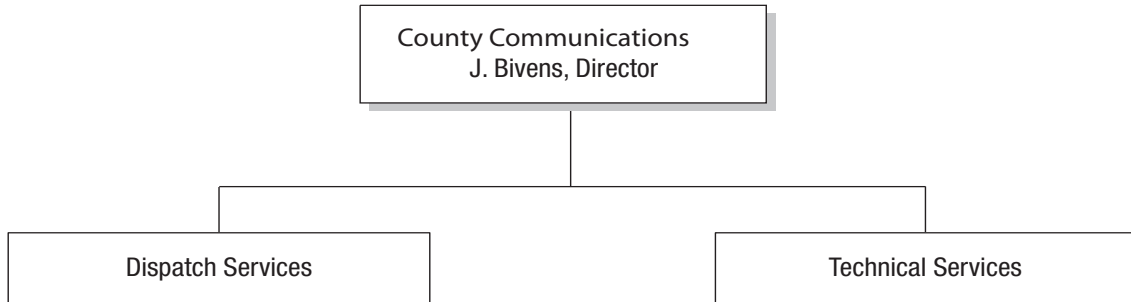 County Communications
J. Bivens, Director
Dispatch Services
Technical Services